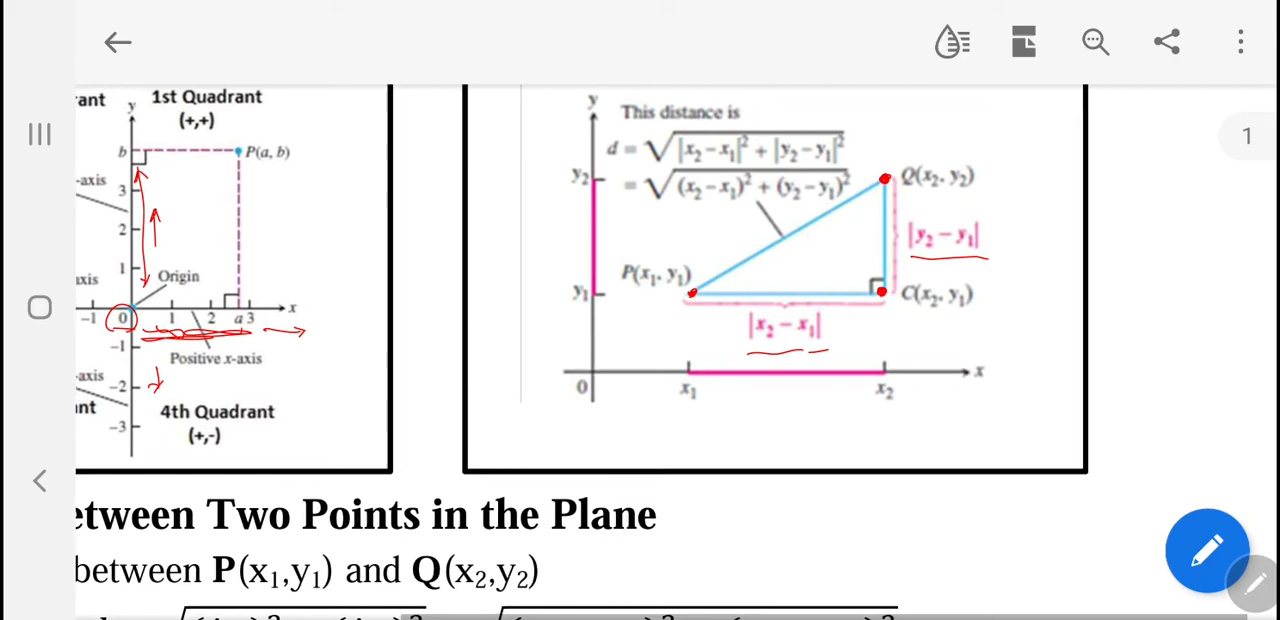 1
ant
y
1st Quadrant
(+,+)
b
P(a, b)
-axis
3
2
1
axis
Origin
-1
0
1
2
a
3
x
-1
Positive x-axis
-axis
-2
nt
4th Quadrant
(+,-)
-3
y
This distance is
d = √|x₂ − x₁|² + |y₂ − y₁|²
= √(x₂ − x₁)² + (y₂ − y₁)²
y₂
Q(x₂, y₂)
|y₂ − y₁|
P(x₁, y₁)
y₁
C(x₂, y₁)
|x₂ − x₁|
0
x₁
x₂
x
etween Two Points in the Plane
between P(x₁,y₁) and Q(x₂,y₂)